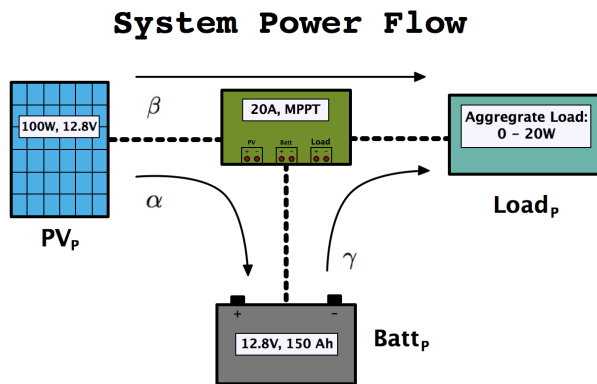 System Power Flow
β
100W, 12.8V
20A, MPPT
Aggregrate Load:
0 – 20W
PV
Batt
Load
+ -
+ -
+ -
α
PVP
LoadP
γ
+
−
12.8V, 150 Ah
BattP